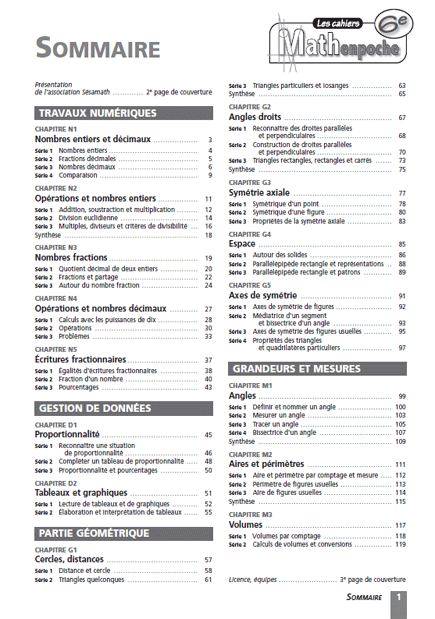 SOMMAIRE
Les cahiers
Mathenpoche
6e
Présentation
de l'association Sésamath ............. 2e page de couverture
TRAVAUX NUMÉRIQUES
CHAPITRE N1
Nombres entiers et décimaux ............. 3
Série 1 Nombres entiers ............. 4
Série 2 Fractions décimales ............. 5
Série 3 Nombres décimaux ............. 6
Série 4 Comparaison ............. 9
CHAPITRE N2
Opérations et nombres entiers ............. 11
Série 1 Addition, soustraction et multiplication ............. 12
Série 2 Division euclidienne ............. 14
Série 3 Multiples, diviseurs et critères de divisibilité ... 16
Synthèse ............. 18
CHAPITRE N3
Nombres fractions ............. 19
Série 1 Quotient décimal de deux entiers ............. 20
Série 2 Fractions et partage ............. 22
Série 3 Autour du nombre fraction ............. 24
CHAPITRE N4
Opérations et nombres décimaux ............. 27
Série 1 Calculs avec les puissances de dix ............. 28
Série 2 Opérations ............. 30
Série 3 Problèmes ............. 33
CHAPITRE N5
Écritures fractionnaires ............. 37
Série 1 Égalités d'écritures fractionnaires ............. 38
Série 2 Fraction d'un nombre ............. 40
Série 3 Pourcentages ............. 43
GESTION DE DONNÉES
CHAPITRE D1
Proportionnalité ............. 45
Série 1 Reconnaître une situation
de proportionnalité ............. 46
Série 2 Compléter un tableau de proportionnalité ..... 48
Série 3 Proportionnalité et pourcentages ............. 50
CHAPITRE D2
Tableaux et graphiques ............. 51
Série 1 Lecture de tableaux et de graphiques ............. 52
Série 2 Élaboration et interprétation de tableaux ...... 55
PARTIE GÉOMÉTRIQUE
CHAPITRE G1
Cercles, distances ............. 57
Série 1 Distance et cercle ............. 58
Série 2 Triangles quelconques ............. 61
Série 3 Triangles particuliers et losanges ............. 63
Synthèse ............. 65
CHAPITRE G2
Angles droits ............. 67
Série 1 Reconnaître des droites parallèles
et perpendiculaires ............. 68
Série 2 Construction de droites parallèles
et perpendiculaires ............. 70
Série 3 Triangles rectangles, rectangles et carrés ...... 73
Synthèse ............. 75
CHAPITRE G3
Symétrie axiale ............. 77
Série 1 Symétrique d'un point ............. 78
Série 2 Symétrique d'une figure ............. 80
Série 3 Propriétés de la symétrie axiale ............. 83
CHAPITRE G4
Espace ............. 85
Série 1 Autour des solides ............. 86
Série 2 Parallélépipède rectangle et représentations .. 88
Série 3 Parallélépipède rectangle et patrons ............. 89
CHAPITRE G5
Axes de symétrie ............. 91
Série 1 Axes de symétrie de figures ............. 92
Série 2 Médiatrice d'un segment
et bissectrice d'un angle ............. 93
Série 3 Axes de symétrie des figures usuelles ............. 95
Série 4 Propriétés des triangles
et quadrilatères particuliers ............. 97
GRANDEURS ET MESURES
CHAPITRE M1
Angles ............. 99
Série 1 Définir et nommer un angle ............. 100
Série 2 Mesurer un angle ............. 103
Série 3 Tracer un angle ............. 105
Série 4 Bissectrice d'un angle ............. 107
Synthèse ............. 109
CHAPITRE M2
Aires et périmètres ............. 111
Série 1 Aire et périmètre par comptage et mesure ..... 112
Série 2 Périmètre de figures usuelles ............. 113
Série 3 Aire de figures usuelles ............. 114
Synthèse ............. 115
CHAPITRE M3
Volumes ............. 117
Série 1 Volumes par comptage ............. 118
Série 2 Calculs de volumes et conversions ............. 119
Licence, équipes ............. 3e page de couverture
SOMMAIRE 1